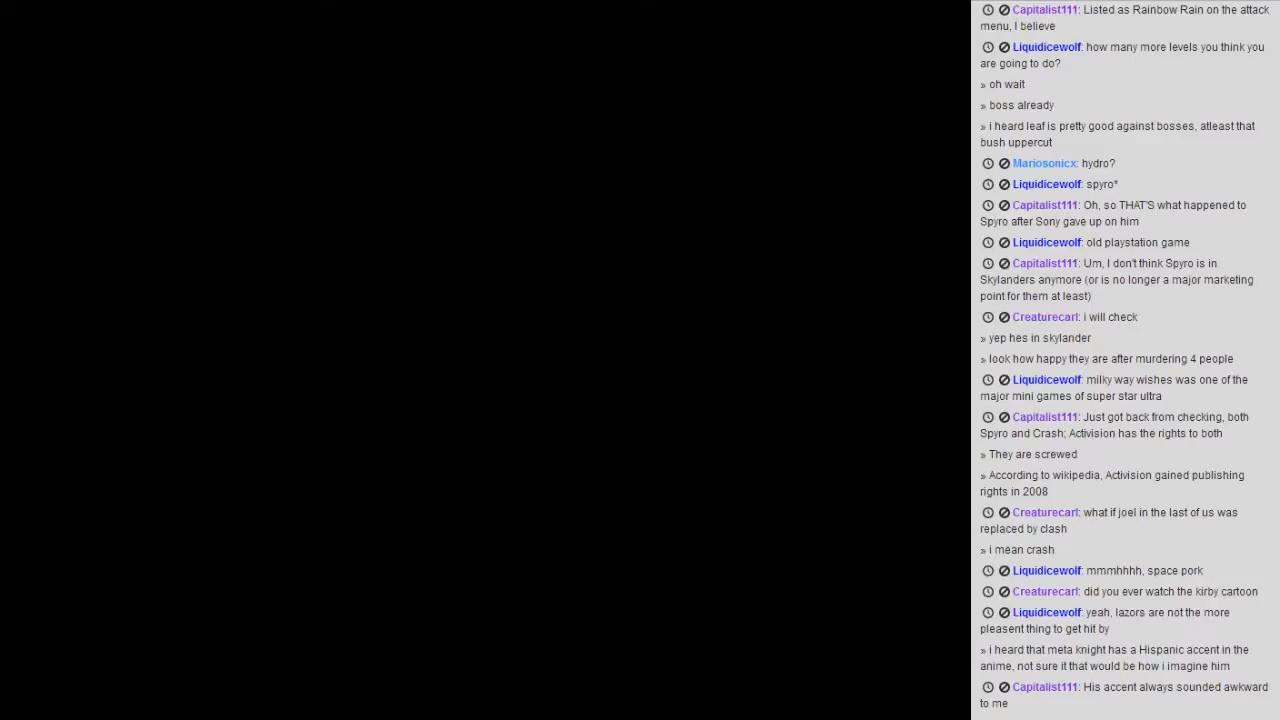 Capitalist111: Listed as Rainbow Rain on the attack
menu, I believe
Liquidicewolf: how many more levels you think you
are going to do?
» oh wait
» boss already
» i heard leaf is pretty good against bosses, atleast that
bush uppercut
Mariosonicx: hydro?
Liquidicewolf: spyro*
Capitalist111: Oh, so THAT'S what happened to
Spyro after Sony gave up on him
Liquidicewolf: old playstation game
Capitalist111: Um, I don't think Spyro is in
Skylanders anymore (or is no longer a major marketing
point for them at least)
Creaturecarl: i will check
» yep hes in skylander
» look how happy they are after murdering 4 people
Liquidicewolf: milky way wishes was one of the
major mini games of super star ultra
Capitalist111: Just got back from checking, both
Spyro and Crash; Activision has the rights to both
» They are screwed
» According to wikipedia, Activision gained publishing
rights in 2008
Creaturecarl: what if joel in the last of us was
replaced by clash
» i mean crash
Liquidicewolf: mmmhhhh, space pork
Creaturecarl: did you ever watch the kirby cartoon
Liquidicewolf: yeah, lazors are not the more
pleasent thing to get hit by
» i heard that meta knight has a Hispanic accent in the
anime, not sure it that would be how i imagine him
Capitalist111: His accent always sounded awkward
to me